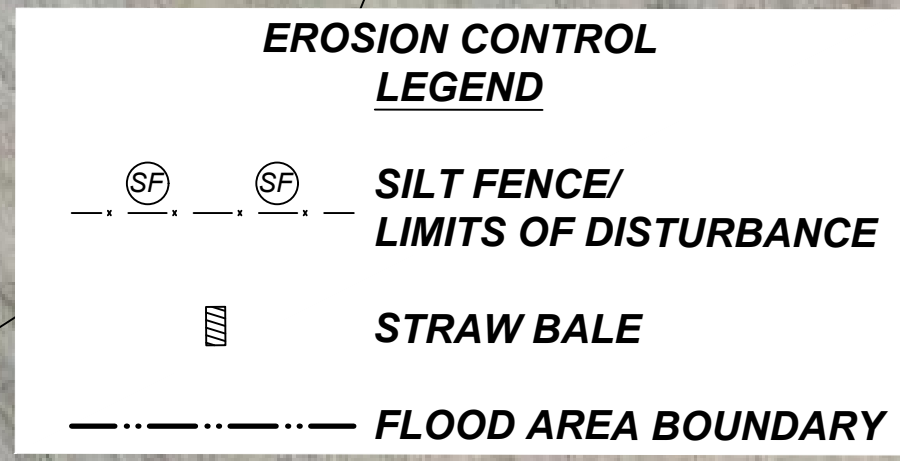 EROSION CONTROL
LEGEND
SF SF
SILT FENCE/
LIMITS OF DISTURBANCE
STRAW BALE
FLOOD AREA BOUNDARY